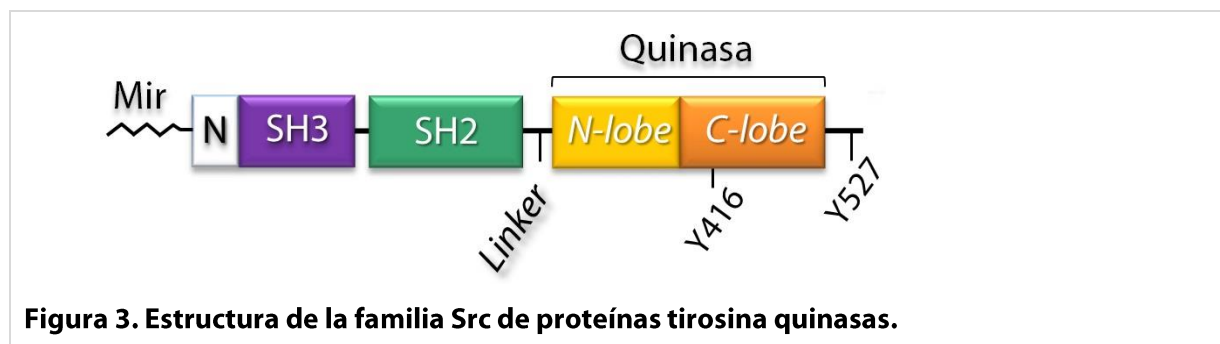 Quinasa
Mir
N SH3 SH2 N-lobe C-lobe
Linker
Y416
Y527
Figura 3. Estructura de la familia Src de proteínas tirosina quinasas.